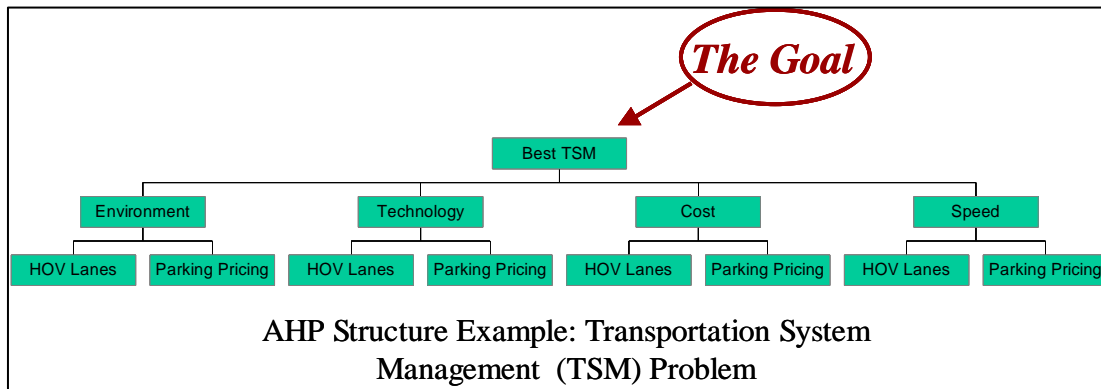 The Goal
Best TSM
Environment Technology Cost Speed
HOV Lanes Parking Pricing HOV Lanes Parking Pricing HOV Lanes Parking Pricing HOV Lanes Parking Pricing
AHP Structure Example: Transportation System
Management (TSM) Problem